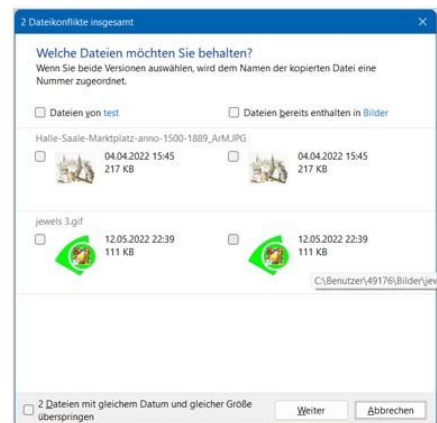 2 Dateikonflikte insgesamt
Welche Dateien möchten Sie behalten?
Wenn Sie beide Versionen auswählen, wird dem Namen der kopierten Datei eine
Nummer zugeordnet.
Dateien von test
Dateien bereits enthalten in Bilder
Halle-Saale-Marktplatz-anno-1500-1889_ArM.JPG
04.04.2022 15:45
217 KB
04.04.2022 15:45
217 KB
jewels 3.gif
12.05.2022 22:39
111 KB
12.05.2022 22:39
111 KB
C:\Benutzer\49176\Bilder\jew
2 Dateien mit gleichem Datum und gleicher Größe
überspringen
Weiter
Abbrechen